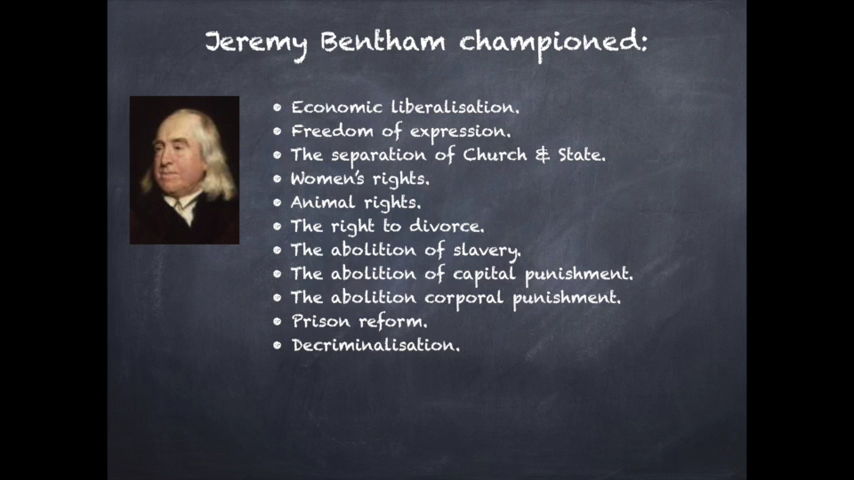 Jeremy Bentham championed:
• Economic liberalisation.
• Freedom of expression.
• The separation of Church & State.
• Women's rights.
• Animal rights.
• The right to divorce.
• The abolition of slavery.
• The abolition of capital punishment.
• The abolition corporal punishment.
• Prison reform.
• Decriminalisation.